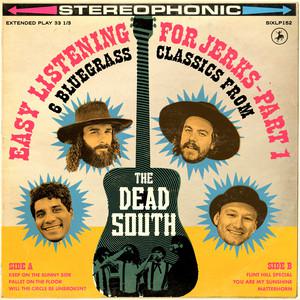 STEREOPHONIC
EXTENDED PLAY 33 1/3
SIXLP152
EASY LISTENING
FOR JERKS - PART 1
6 BLUEGRASS
CLASSICS FROM
THE
DEAD
SOUTH
SIDE A
KEEP ON THE SUNNY SIDE
PALLET ON THE FLOOR
WILL THE CIRCLE BE UNBROKEN?
SIDE B
FLINT HILL SPECIAL
YOU ARE MY SUNSHINE
MATTERHORN